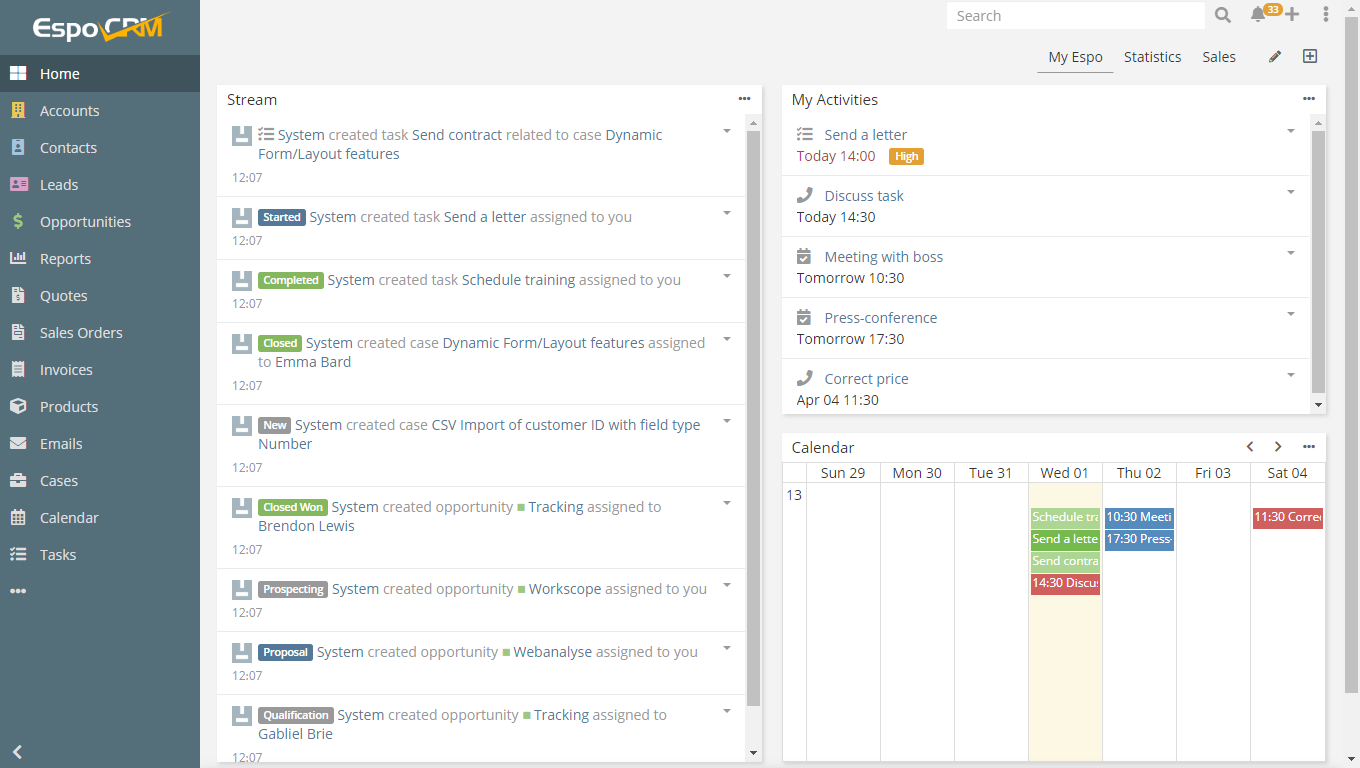 EspoCRM
Home
Accounts
Contacts
Leads
Opportunities
Reports
Quotes
Sales Orders
Invoices
Products
Emails
Cases
Calendar
Tasks
Search
33
My Espo
Statistics
Sales
Stream
System created task Send contract related to case Dynamic
Form/Layout features
12:07
Started System created task Send a letter assigned to you
12:07
Completed System created task Schedule training assigned to you
12:07
Closed System created case Dynamic Form/Layout features assigned
to Emma Bard
12:07
New System created case CSV Import of customer ID with field type
Number
12:07
Closed Won System created opportunity Tracking assigned to
Brendon Lewis
12:07
Prospecting System created opportunity Workscope assigned to you
12:07
Proposal System created opportunity Webanalyse assigned to you
12:07
Qualification System created opportunity Tracking assigned to
Gabliel Brie
12:07
My Activities
Send a letter
Today 14:00 High
Discuss task
Today 14:30
Meeting with boss
Tomorrow 10:30
Press-conference
Tomorrow 17:30
Correct price
Apr 04 11:30
Calendar
Sun 29 Mon 30 Tue 31 Wed 01 Thu 02 Fri 03 Sat 04
13
Schedule tra 10:30 Meeti 11:30 Corre
Send a lette 17:30 Press-
Send contra
14:30 Discu